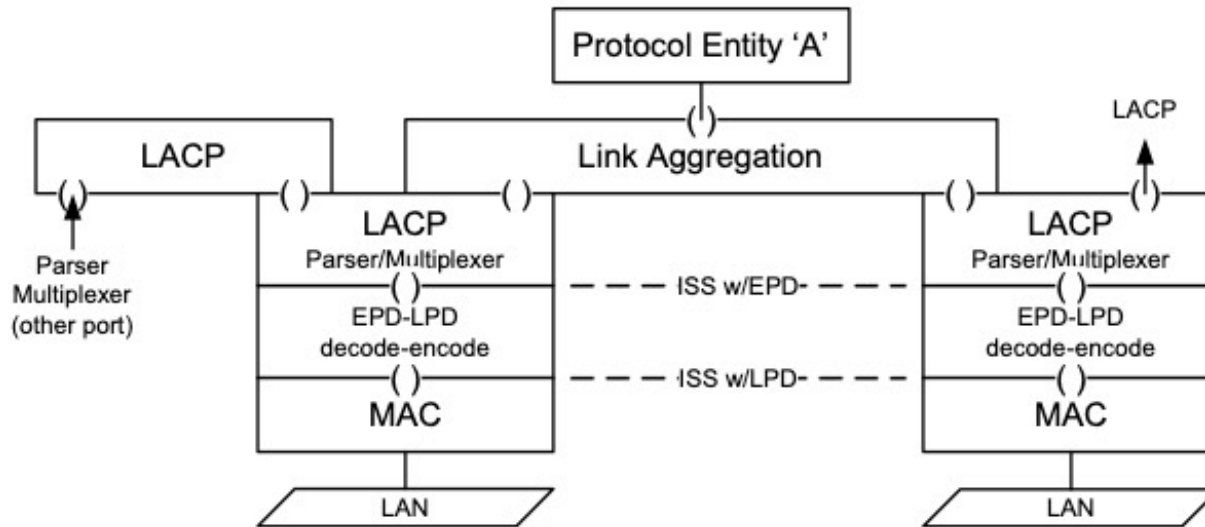 Protocol Entity ‘A’
( )
LACP
LACP
Link Aggregation
( )
( )
( )
( )
( )
LACP
Parser/Multiplexer
LACP
Parser/Multiplexer
Parser
Multiplexer
(other port)
( )
ISS w/EPD
( )
EPD-LPD
decode-encode
EPD-LPD
decode-encode
( )
ISS w/LPD
( )
MAC
MAC
LAN
LAN